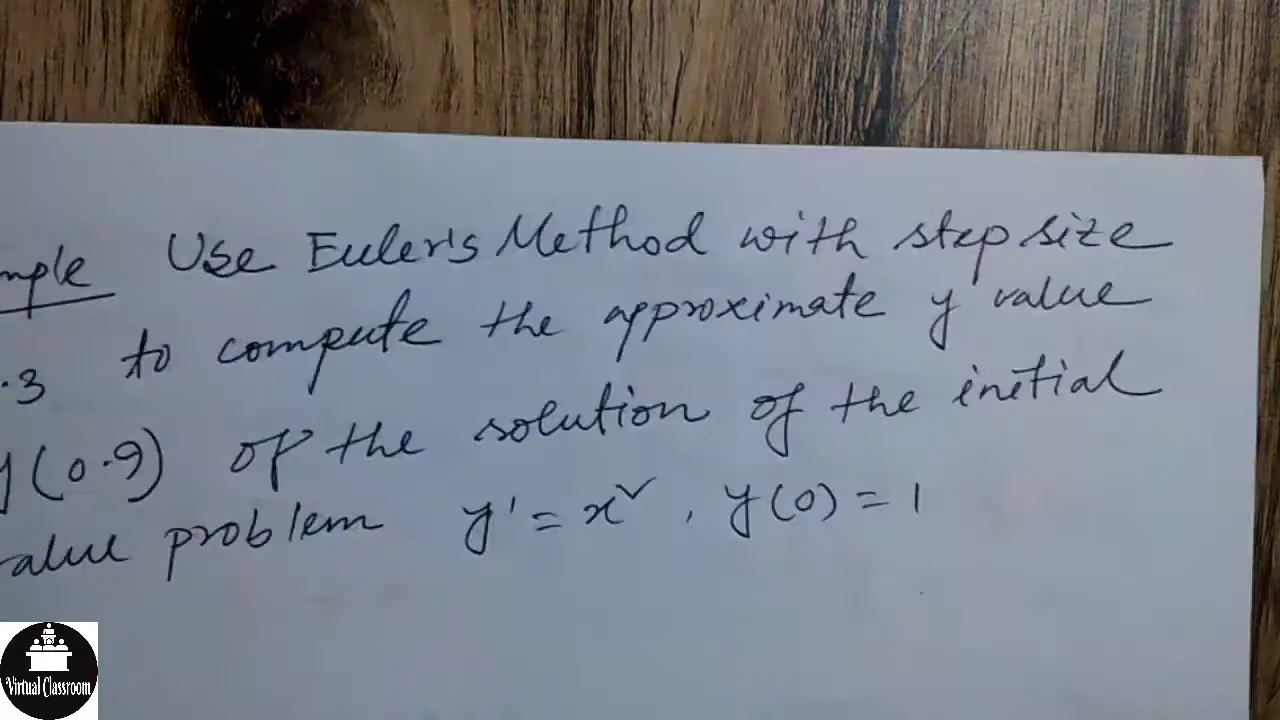 mple Use Euler's Method with step size
.3 to compute the approximate y value
y(0.9) of the solution of the initial
value problem y' = x², y(0) = 1
Virtual Classroom